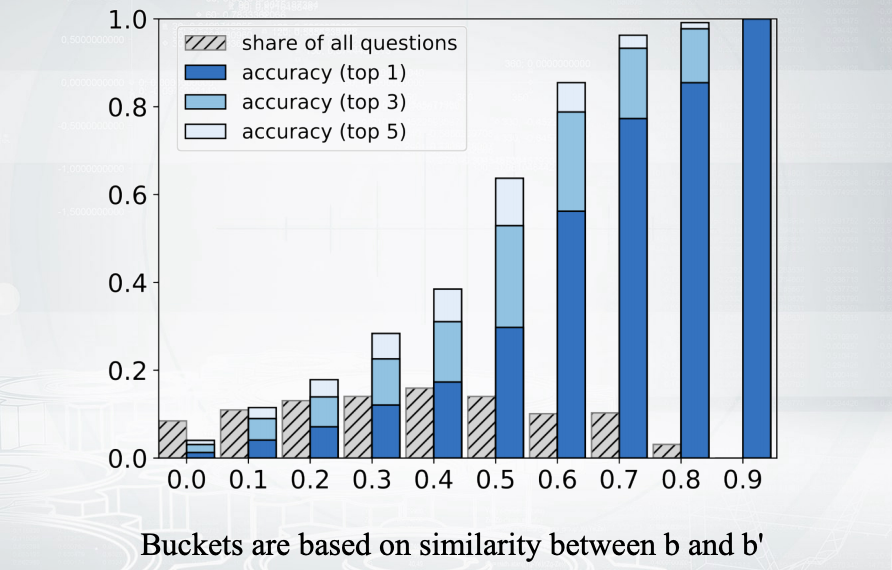 1.0
share of all questions
accuracy (top 1)
0.8
accuracy (top 3)
accuracy (top 5)
0.6
0.4
0.2
0.0
0.0 0.1 0.2 0.3 0.4 0.5 0.6 0.7 0.8 0.9
Buckets are based on similarity between b and b'